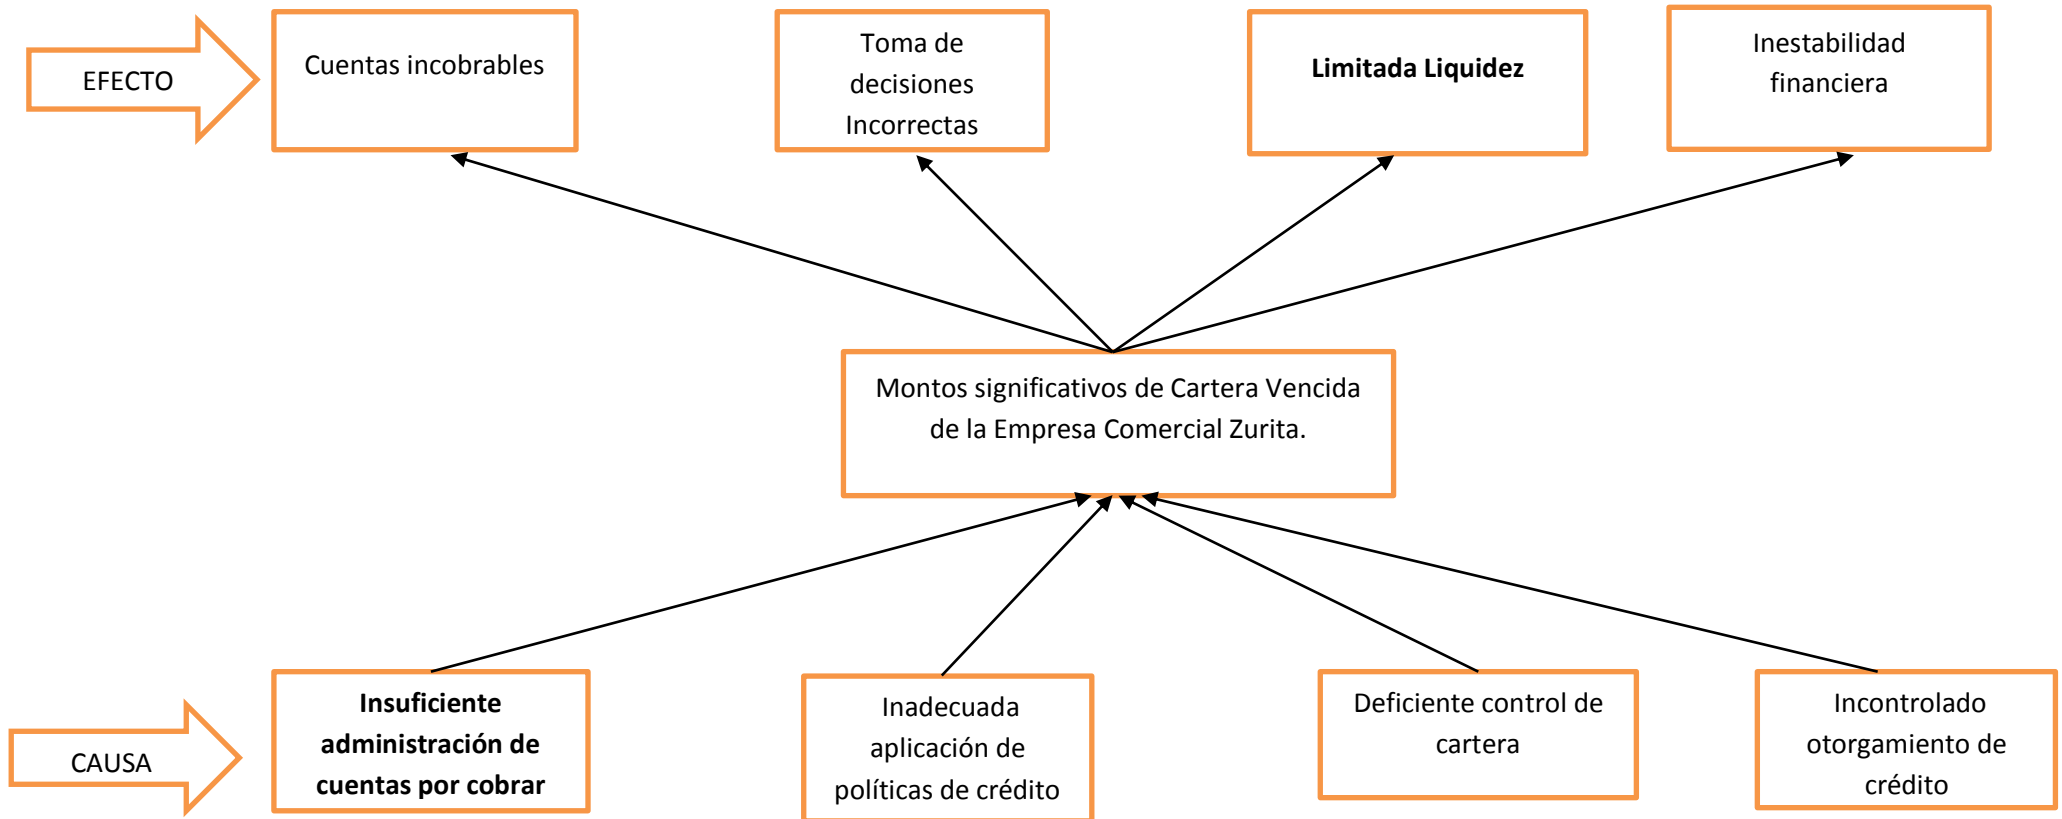 EFECTO
Cuentas incobrables
Toma de
decisiones
Incorrectas
Limitada Liquidez
Inestabilidad
financiera
Montos significativos de Cartera Vencida
de la Empresa Comercial Zurita.
CAUSA
Insuficiente
administración de
cuentas por cobrar
Inadecuada
aplicación de
políticas de crédito
Deficiente control de
cartera
Incontrolado
otorgamiento de
crédito